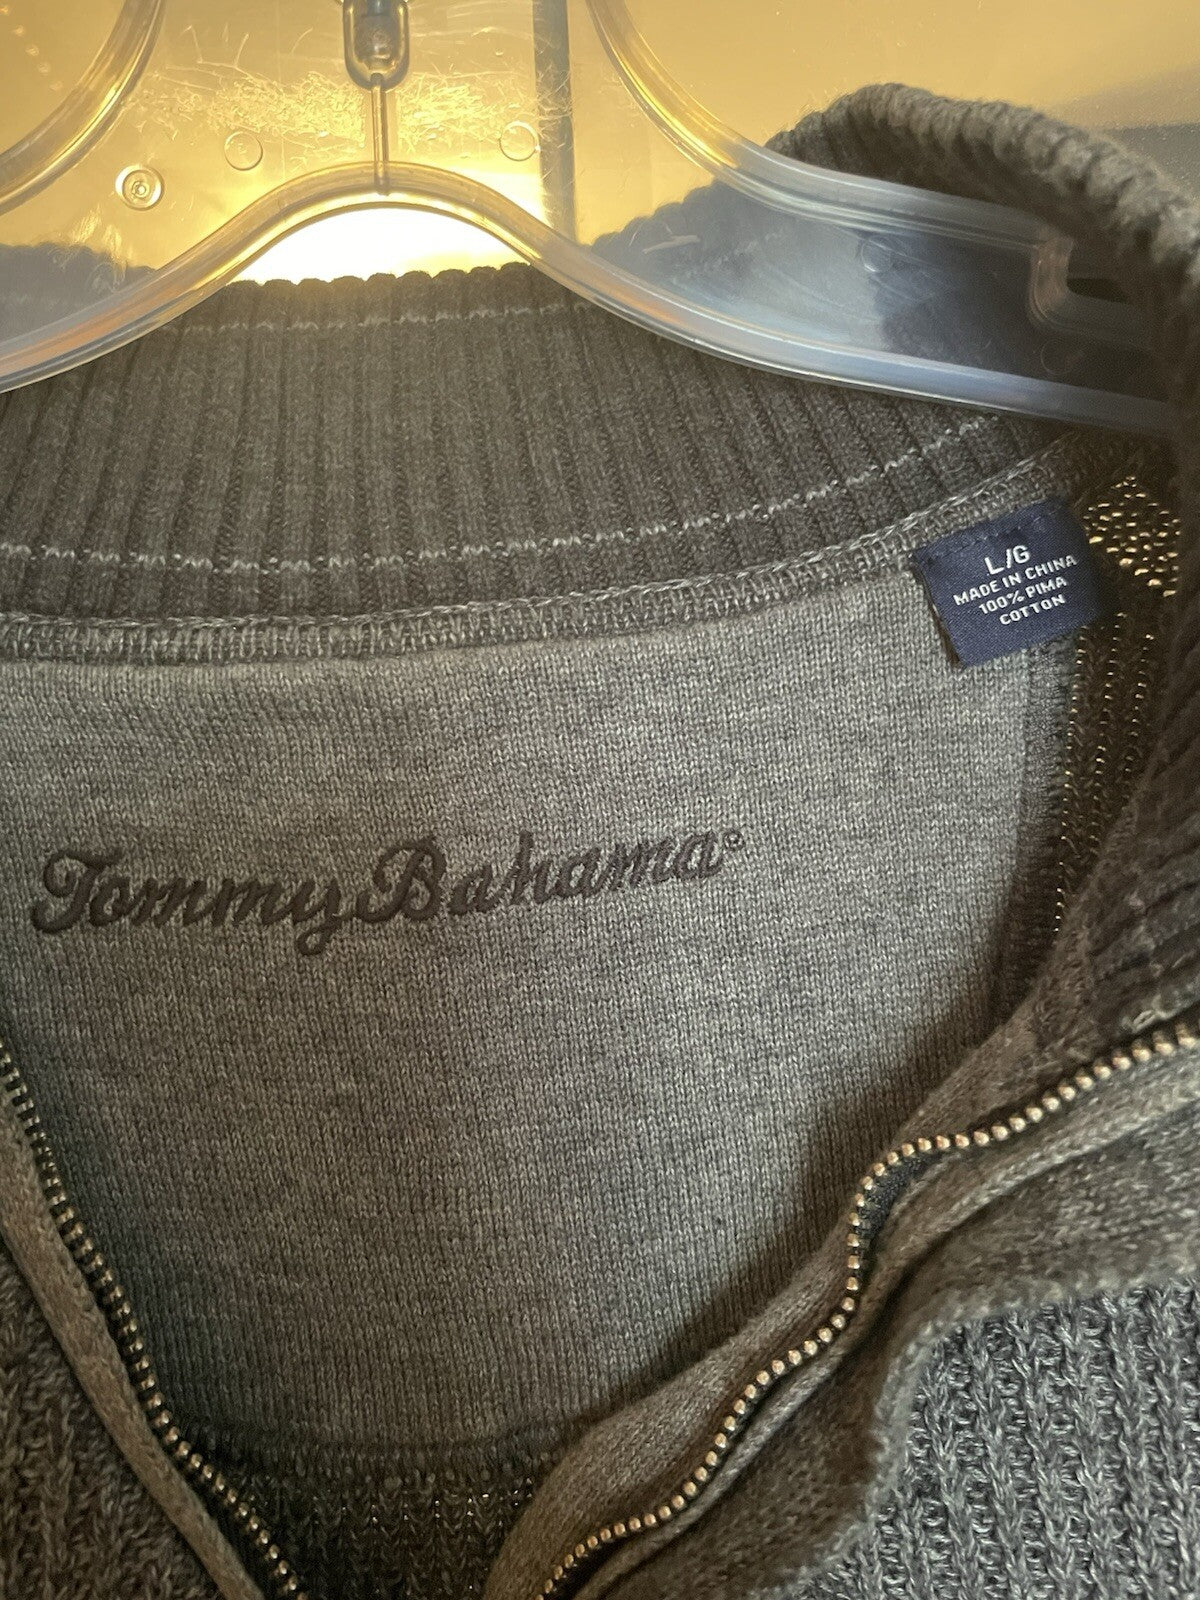 L/G
MADE IN CHINA
100% PIMA
COTTON
Tommy Bahama®